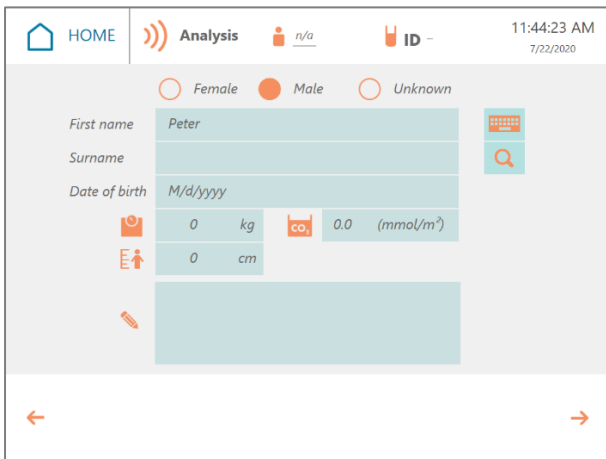 HOME
Analysis
n/a
ID –
11:44:23 AM
7/22/2020
Female
Male
Unknown
First name Peter
Surname
Date of birth M/d/yyyy
0 kg
CO₂ 0.0 (mmol/m²)
0 cm